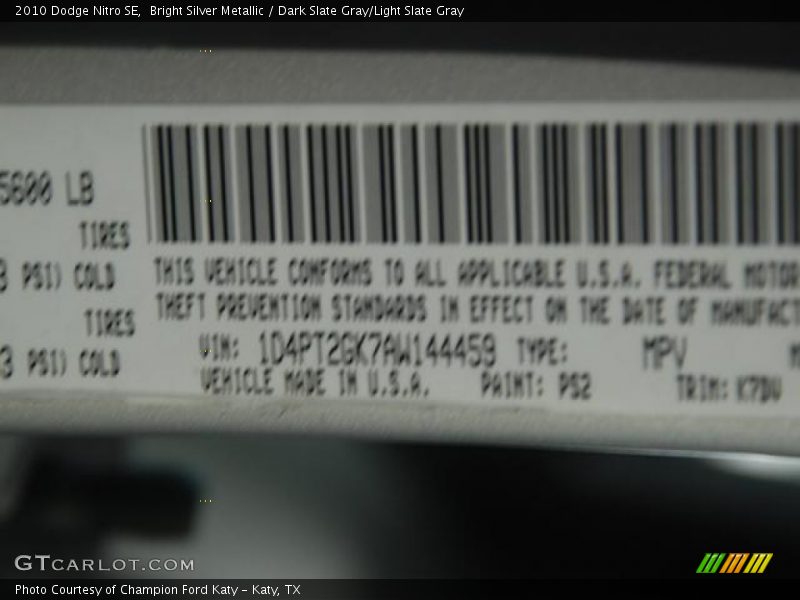 2010 Dodge Nitro SE,  Bright Silver Metallic / Dark Slate Gray/Light Slate Gray
5600 LB
TIRES
PSI) COLD
TIRES
PSI) COLD
THIS VEHICLE CONFORMS TO ALL APPLICABLE U.S.A. FEDERAL MOTOR
THEFT PREVENTION STANDARDS IN EFFECT ON THE DATE OF
VIN: 1D4PT2GK7AW144459 TYPE: MPV
VEHICLE MADE IN U.S.A. PAINT: PS2 TRIM: K7DV
GTCARLOT.COM
Photo Courtesy of Champion Ford Katy - Katy, TX